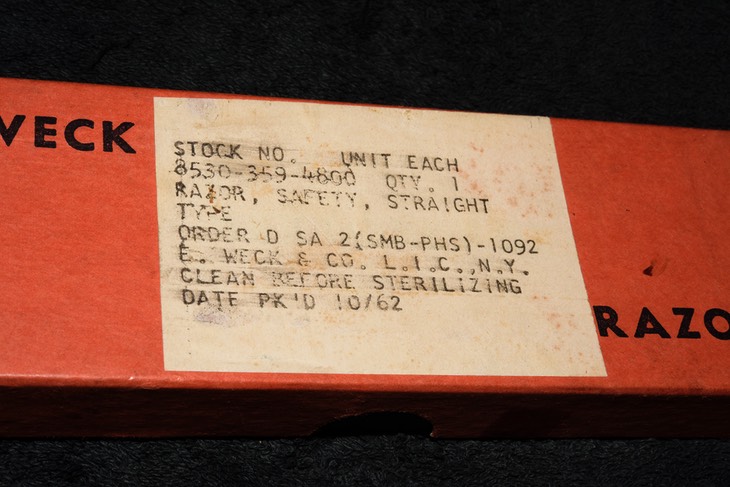 WECK
STOCK NO. UNIT EACH
8530-359-4800 QTY. 1
RAZOR, SAFETY, STRAIGHT
TYPE
ORDER D SA 2(SMB-PHS)-1092
E. WECK & CO. L.I.C.,N.Y.
CLEAN BEFORE STERILIZING
DATE PK'D 10/62
RAZO